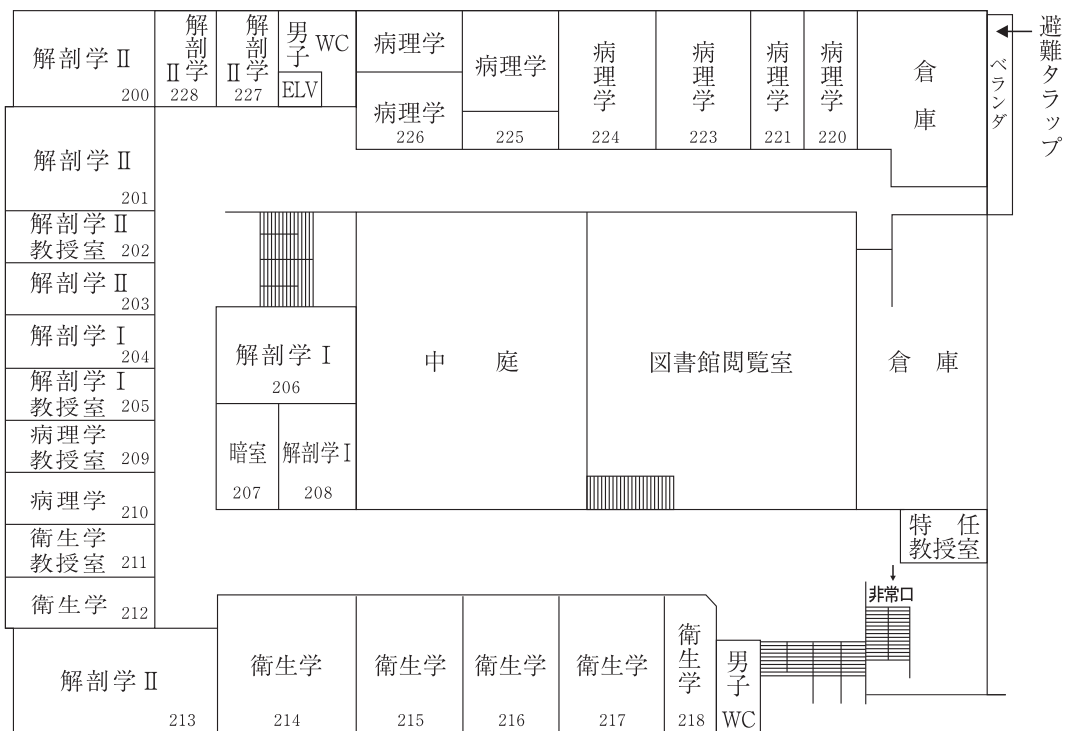 解剖学Ⅱ
200
解剖学Ⅱ
228
解剖学Ⅱ
227
男子WC
ELV
病理学
病理学
226
病理学
225
病理学
224
病理学
223
病理学
221
病理学
220
倉庫
ベランダ
避難タラップ
解剖学Ⅱ
201
解剖学Ⅱ
教授室 202
解剖学Ⅱ
203
解剖学Ⅰ
204
解剖学Ⅰ
教授室 205
病理学
教授室 209
病理学
210
衛生学
教授室 211
衛生学 212
解剖学Ⅰ
206
暗室
207
解剖学Ⅰ
208
中庭
図書館閲覧室
倉庫
特任
教授室
非常口
解剖学Ⅱ
213
衛生学
214
衛生学
215
衛生学
216
衛生学
217
衛生学
218
男子
WC